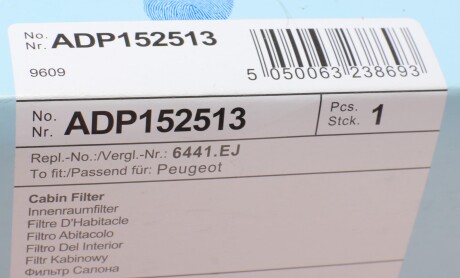 No.
Nr. ADP152513
9609
5 050063 238693
No.
Nr. ADP152513
Pcs.
Stck. 1
Repl.-No.:/Vergl.-Nr.: 6441.EJ
To fit:/Passend für: Peugeot
Cabin Filter
Innenraumfilter
Filtre D'Habitacle
Filtro Abitacolo
Filtro Del Interior
Filtr Kabinowy
Фильтр Салона